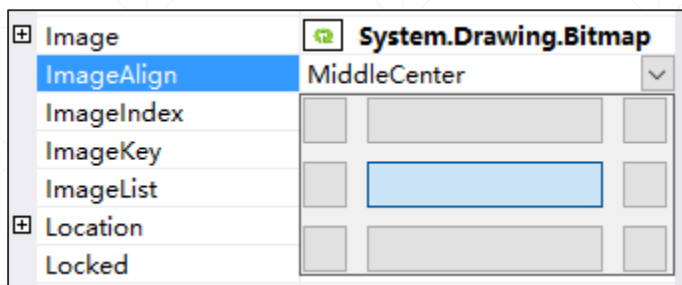 Image System.Drawing.Bitmap
ImageAlign MiddleCenter
ImageIndex
ImageKey
ImageList
Location
Locked